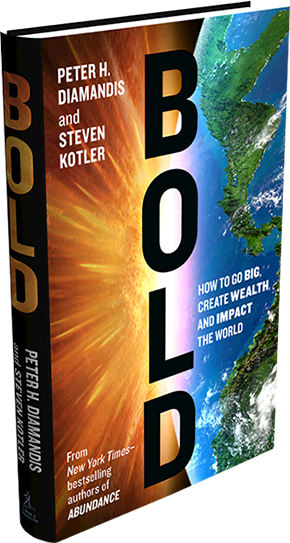 PETER H.
DIAMANDIS
and
STEVEN
KOTLER
BOLD
HOW TO GO BIG,
CREATE WEALTH,
AND IMPACT
THE WORLD
From
New York Times–
bestselling
authors of
ABUNDANCE
BOLD
PETER H. DIAMANDIS
and STEVEN KOTLER